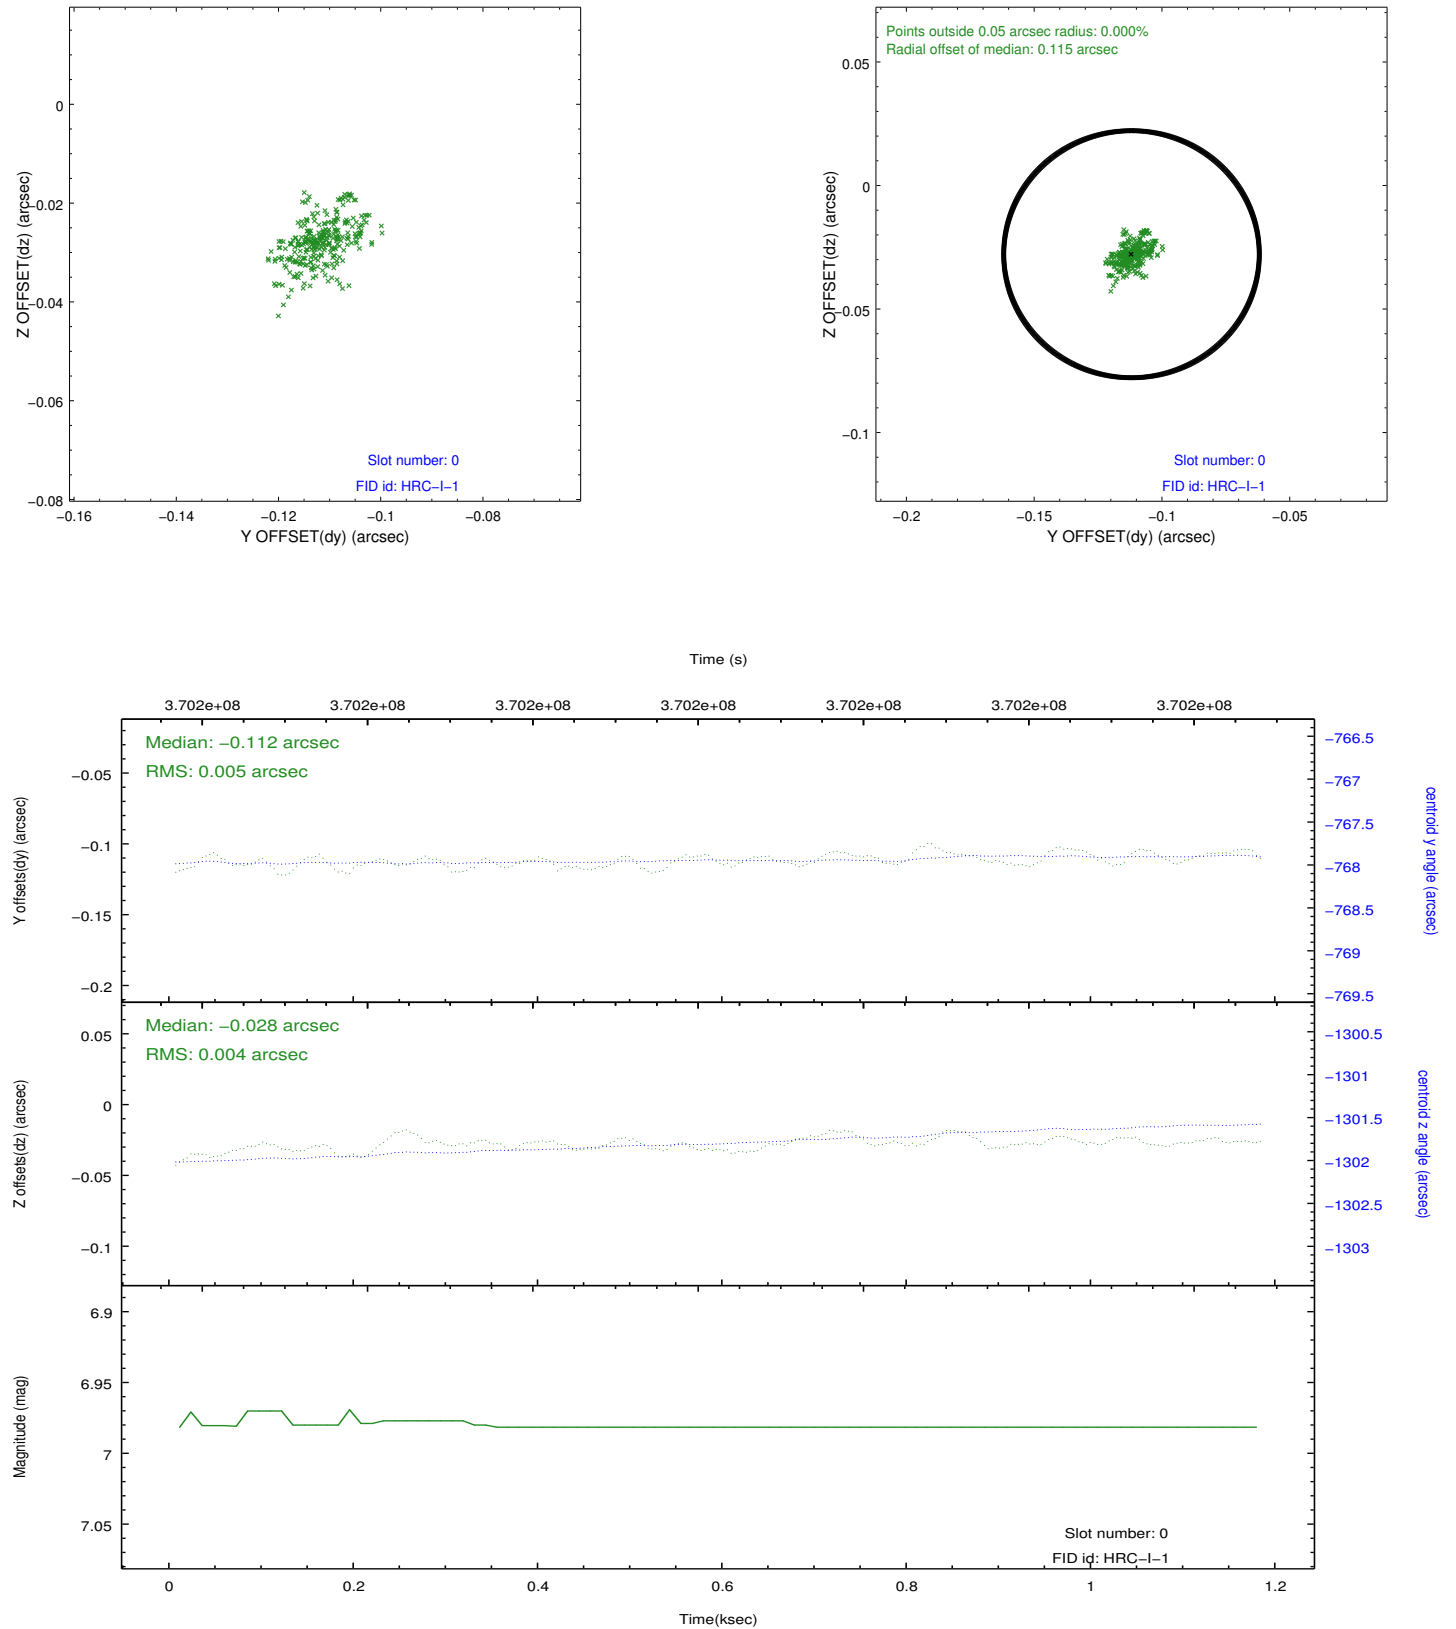 0
−0.02
−0.04
−0.06
−0.08
Z OFFSET(dz) (arcsec)
Slot number: 0
FID id: HRC−I−1
−0.16 −0.14 −0.12 −0.1 −0.08
Y OFFSET(dy) (arcsec)
Points outside 0.05 arcsec radius: 0.000%
Radial offset of median: 0.115 arcsec
0.05
0
−0.05
−0.1
Z OFFSET(dz) (arcsec)
Slot number: 0
FID id: HRC−I−1
−0.2 −0.15 −0.1 −0.05
Y OFFSET(dy) (arcsec)
Time (s)
3.702e+08 3.702e+08 3.702e+08 3.702e+08 3.702e+08 3.702e+08 3.702e+08
Median: −0.112 arcsec
RMS: 0.005 arcsec
−0.05
−0.1
−0.15
−0.2
Y offsets(dy) (arcsec)
−766.5
−767
−767.5
−768
−768.5
−769
−769.5
centroid y angle (arcsec)
Median: −0.028 arcsec
RMS: 0.004 arcsec
0.05
0
−0.05
−0.1
Z offsets(dz) (arcsec)
−1300.5
−1301
−1301.5
−1302
−1302.5
−1303
centroid z angle (arcsec)
6.9
6.95
7
7.05
Magnitude (mag)
Slot number: 0
FID id: HRC−I−1
0 0.2 0.4 0.6 0.8 1 1.2
Time(ksec)